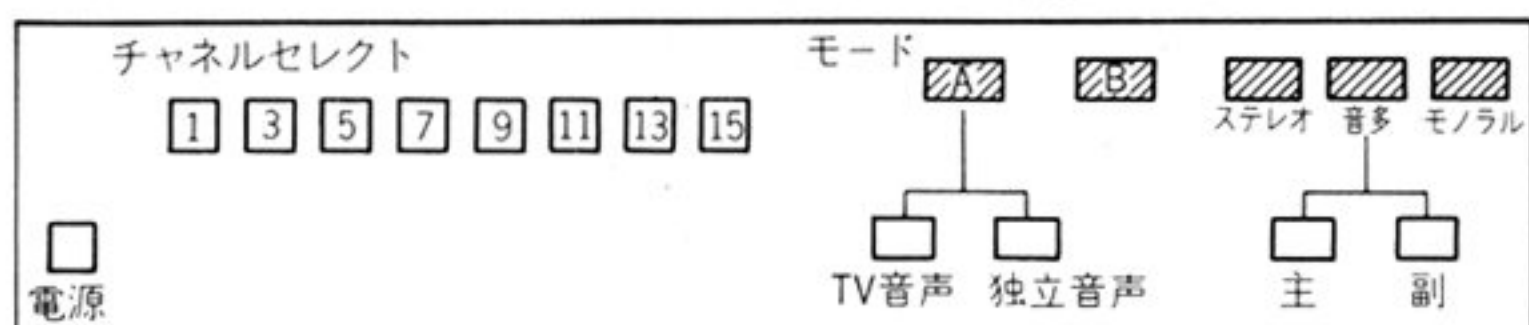 チャネルセレクト
モード
A B
ステレオ 音多 モノラル
1 3 5 7 9 11 13 15
電源
TV音声 独立音声 主 副